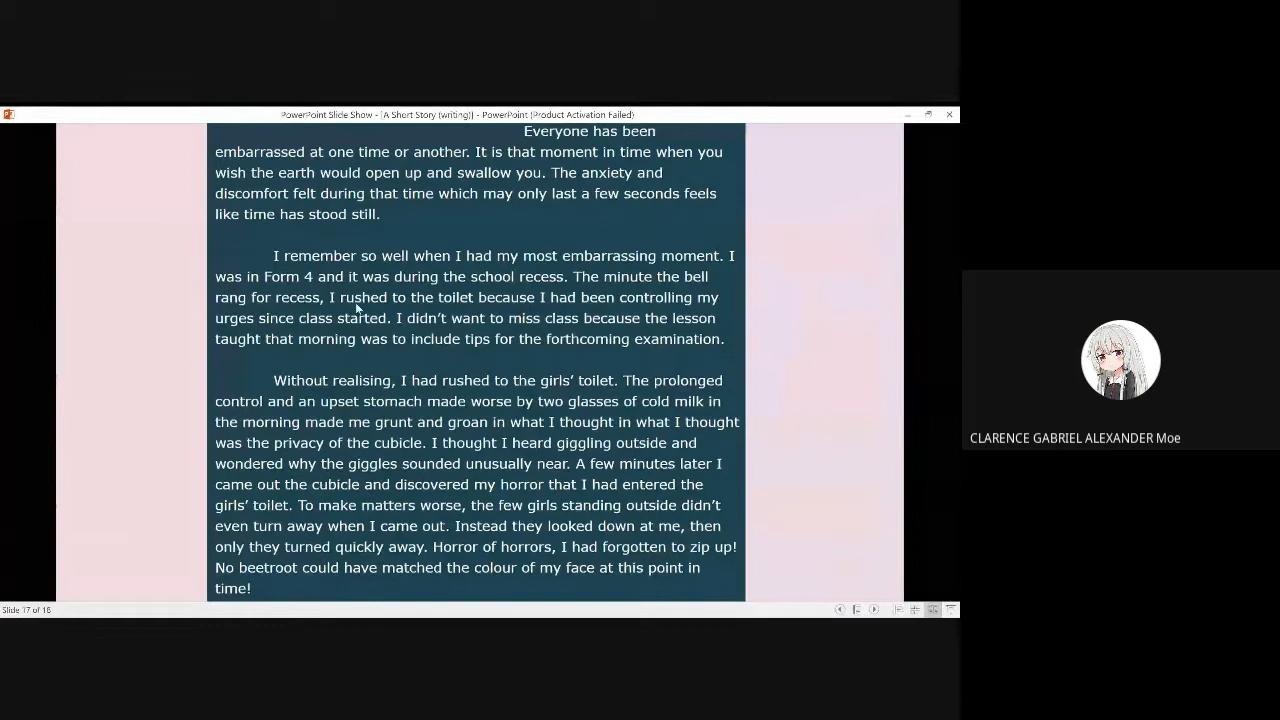 PowerPoint Slide Show - [A Short Story (writing)] - PowerPoint (Product Activation Failed)
Everyone has been
embarrassed at one time or another. It is that moment in time when you
wish the earth would open up and swallow you. The anxiety and
discomfort felt during that time which may only last a few seconds feels
like time has stood still.
I remember so well when I had my most embarrassing moment. I
was in Form 4 and it was during the school recess. The minute the bell
rang for recess, I rushed to the toilet because I had been controlling my
urges since class started. I didn't want to miss class because the lesson
taught that morning was to include tips for the forthcoming examination.
Without realising, I had rushed to the girls' toilet. The prolonged
control and an upset stomach made worse by two glasses of cold milk in
the morning made me grunt and groan in what I thought in what I thought
was the privacy of the cubicle. I thought I heard giggling outside and
wondered why the giggles sounded unusually near. A few minutes later I
came out the cubicle and discovered my horror that I had entered the
girls' toilet. To make matters worse, the few girls standing outside didn't
even turn away when I came out. Instead they looked down at me, then
only they turned quickly away. Horror of horrors, I had forgotten to zip up!
No beetroot could have matched the colour of my face at this point in
time!
Slide 17 of 18
CLARENCE GABRIEL ALEXANDER Moe